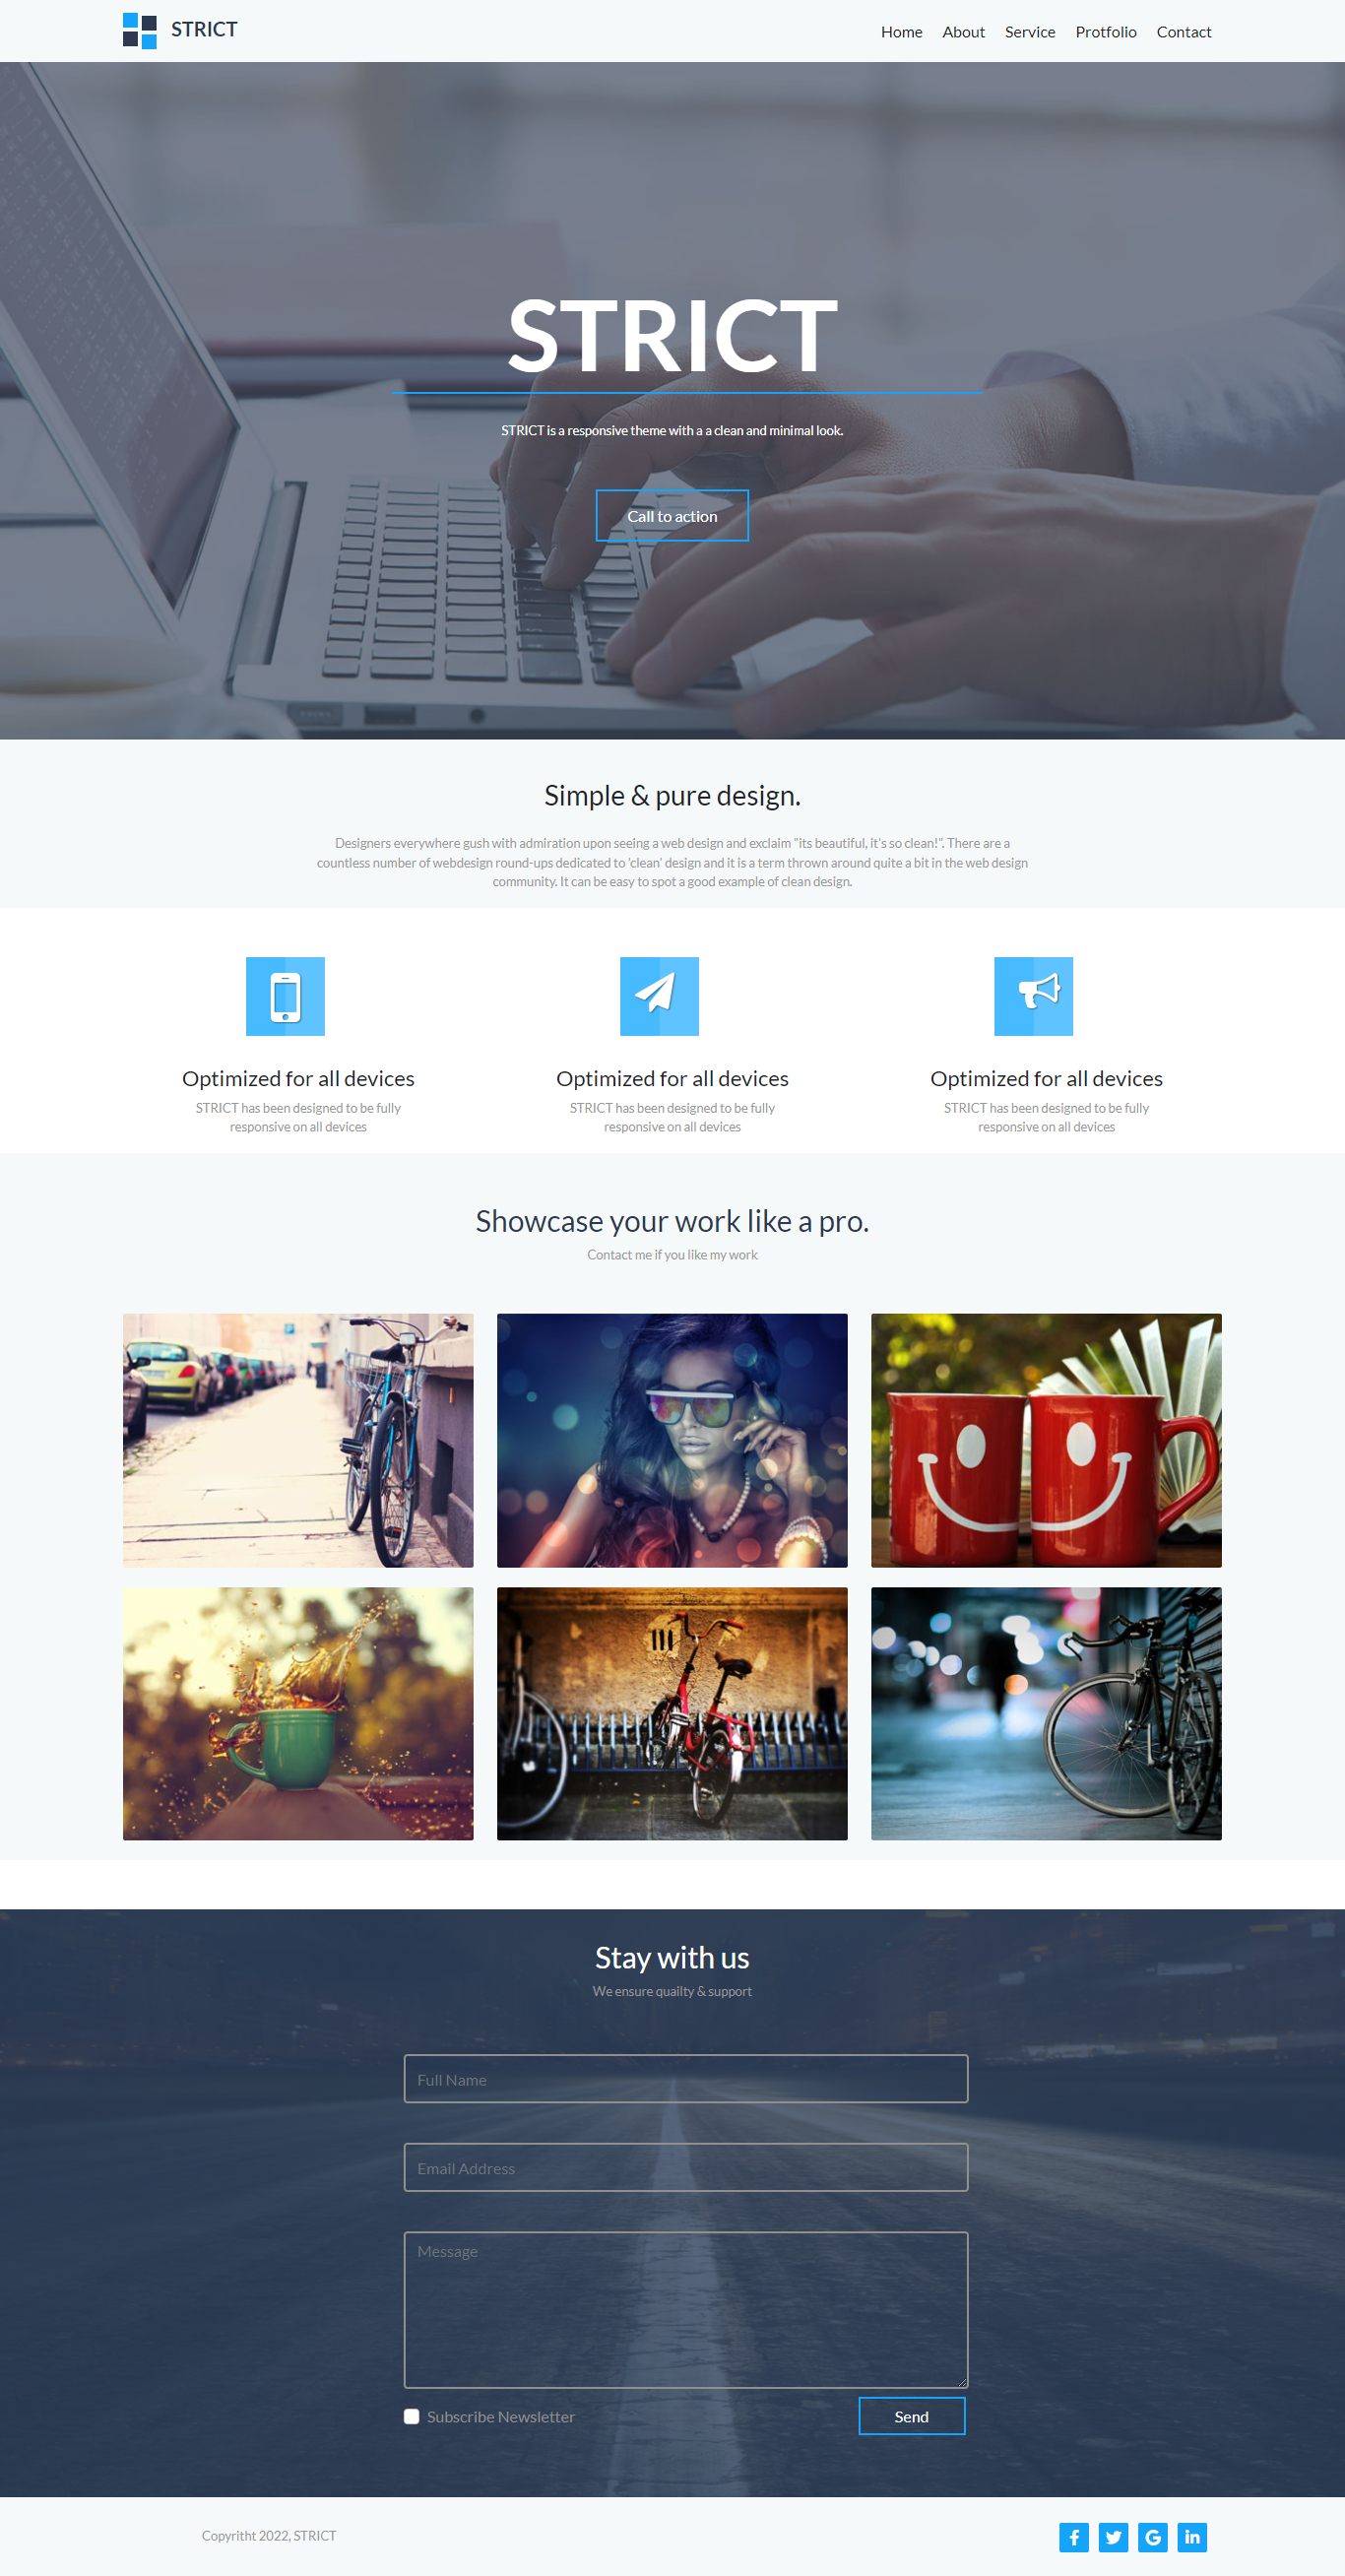 STRICT
Home About Service Protfolio Contact
STRICT
STRICT is a responsive theme with a a clean and minimal look.
Call to action
Simple & pure design.
Designers everywhere gush with admiration upon seeing a web design and exclaim "its beautiful, it's so clean!". There are a
countless number of webdesign round-ups dedicated to 'clean' design and it is a term thrown around quite a bit in the web design
community. It can be easy to spot a good example of clean design.
Optimized for all devices
STRICT has been designed to be fully
responsive on all devices
Optimized for all devices
STRICT has been designed to be fully
responsive on all devices
Optimized for all devices
STRICT has been designed to be fully
responsive on all devices
Showcase your work like a pro.
Contact me if you like my work
Stay with us
We ensure quailty & support
Full Name
Email Address
Message
Subscribe Newsletter
Send
Copyritht 2022, STRICT